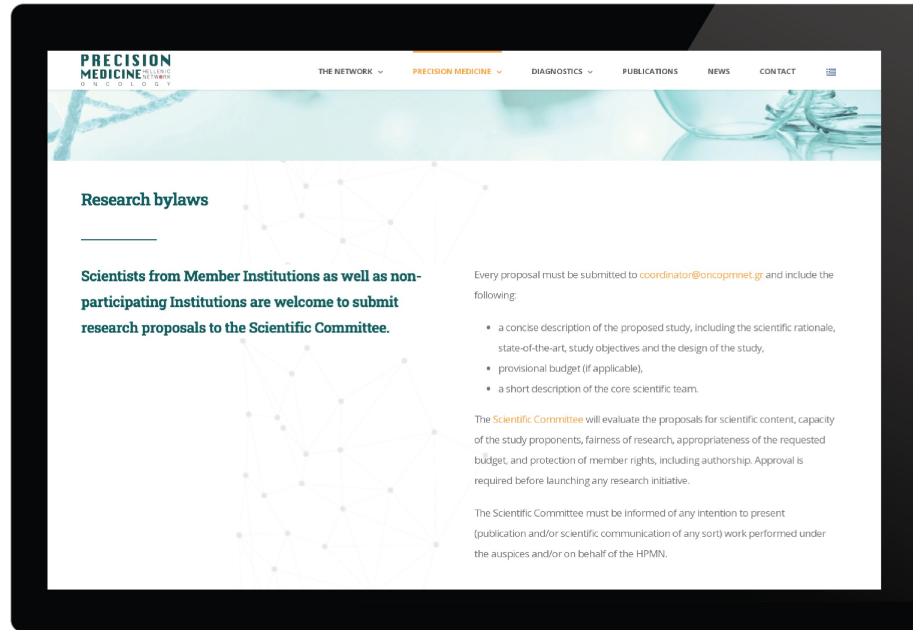 PRECISION
MEDICINE HELLENIC NETWORK
ONCOLOGY
THE NETWORK
PRECISION MEDICINE
DIAGNOSTICS
PUBLICATIONS
NEWS
CONTACT
Research bylaws
Scientists from Member Institutions as well as non-
participating Institutions are welcome to submit
research proposals to the Scientific Committee.
Every proposal must be submitted to coordinator@oncopmnet.gr and include the
following:
• a concise description of the proposed study, including the scientific rationale,
state-of-the-art, study objectives and the design of the study,
• provisional budget (if applicable),
• a short description of the core scientific team.
The Scientific Committee will evaluate the proposals for scientific content, capacity
of the study proponents, fairness of research, appropriateness of the requested
budget, and protection of member rights, including authorship. Approval is
required before launching any research initiative.
The Scientific Committee must be informed of any intention to present
(publication and/or scientific communication of any sort) work performed under
the auspices and/or on behalf of the HPMN.